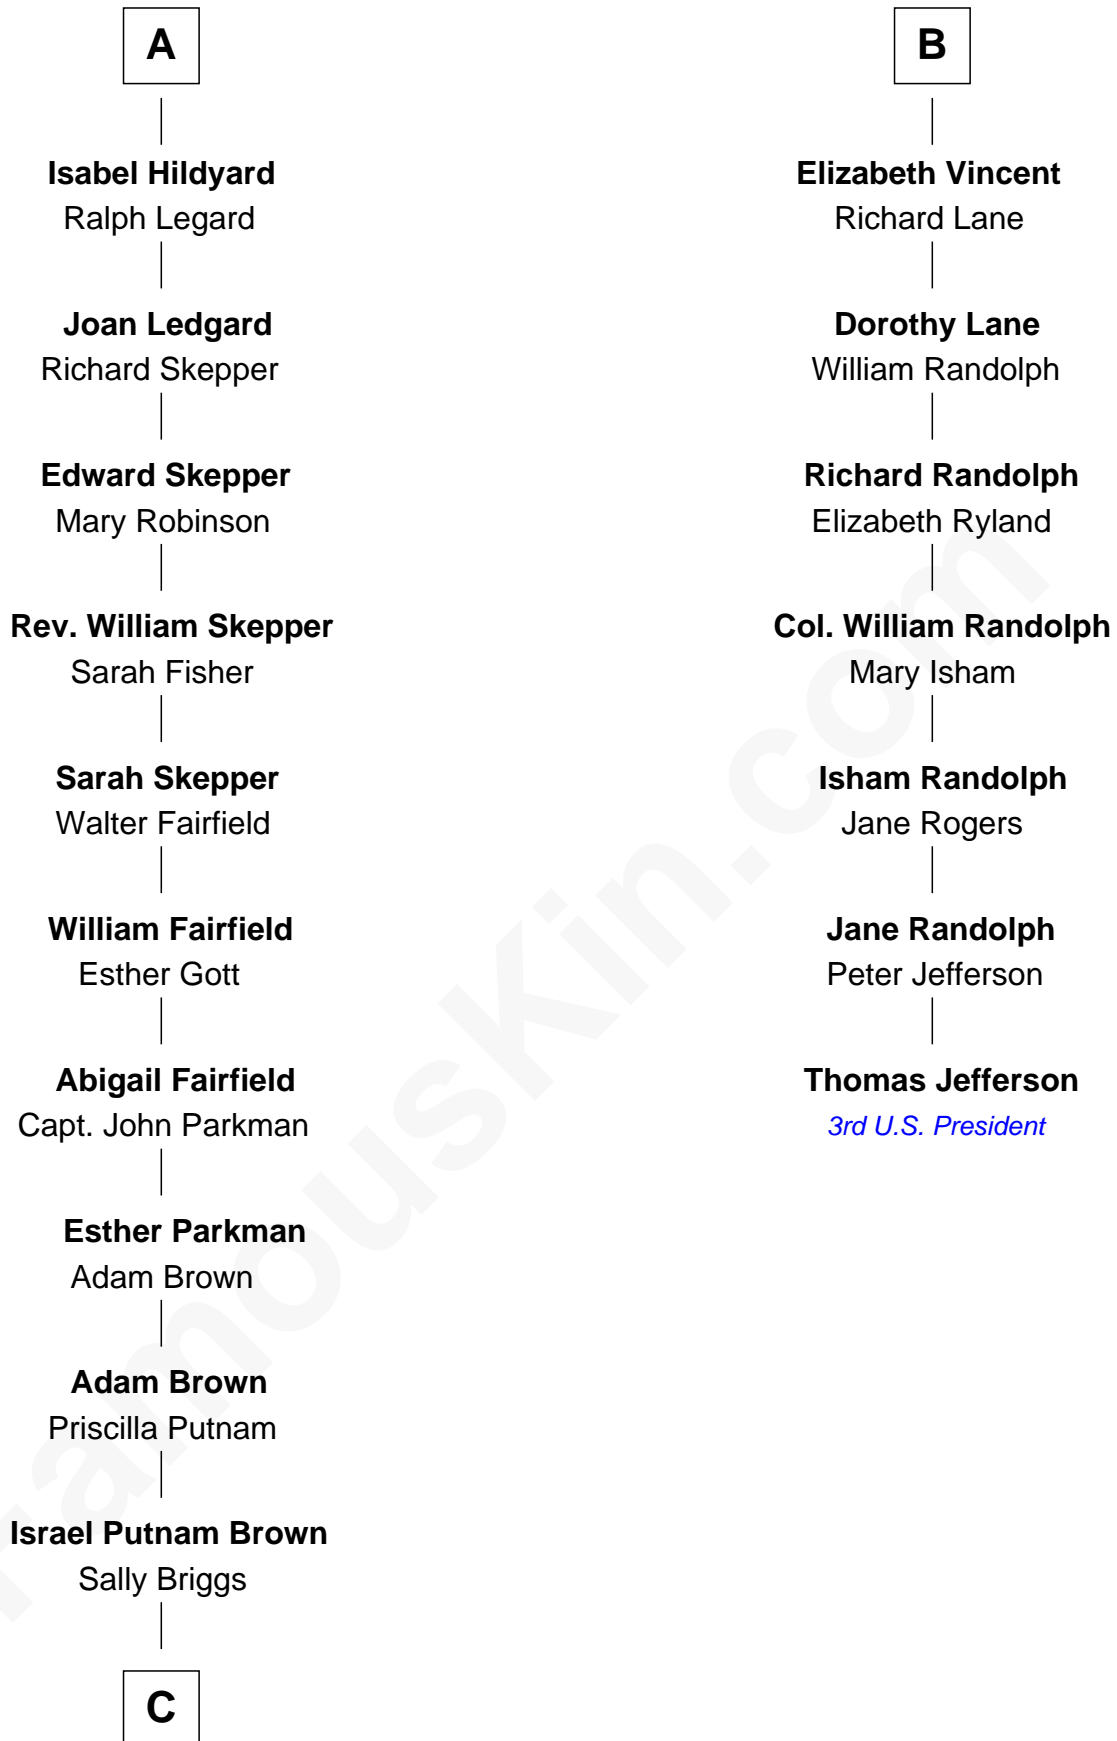 A
Isabel Hildyard
Ralph Legard
Joan Ledgard
Richard Skepper
Edward Skepper
Mary Robinson
Rev. William Skepper
Sarah Fisher
Sarah Skepper
Walter Fairfield
William Fairfield
Esther Gott
Abigail Fairfield
Capt. John Parkman
Esther Parkman
Adam Brown
Adam Brown
Priscilla Putnam
Israel Putnam Brown
Sally Briggs
C
B
Elizabeth Vincent
Richard Lane
Dorothy Lane
William Randolph
Richard Randolph
Elizabeth Ryland
Col. William Randolph
Mary Isham
Isham Randolph
Jane Rogers
Jane Randolph
Peter Jefferson
Thomas Jefferson
3rd U.S. President
FamousKin.com